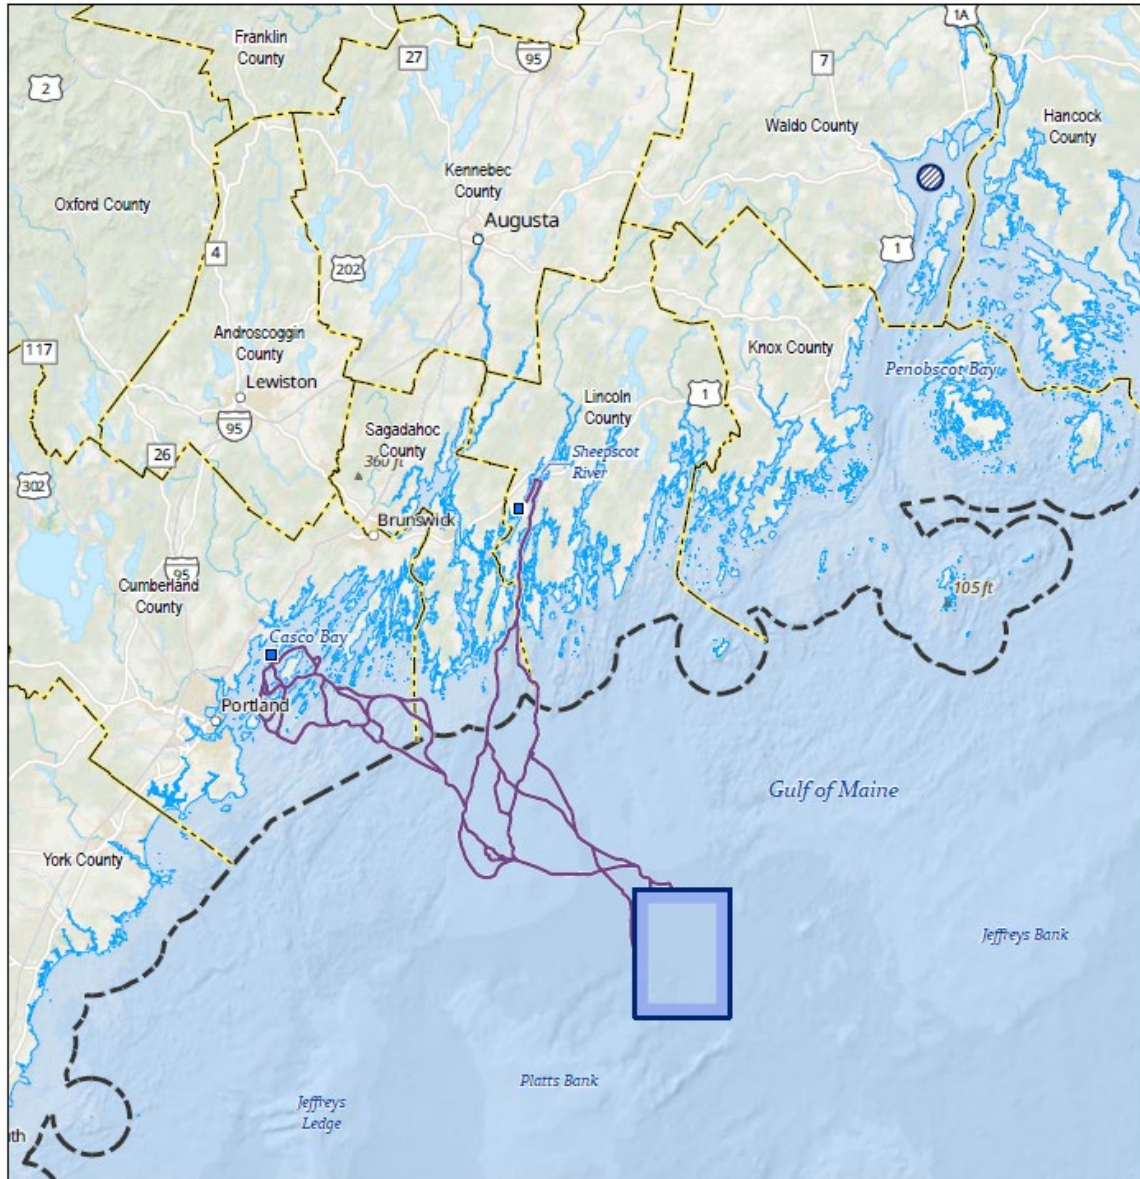 1A
Franklin
County
27
95
7
2
Hancock
County
Waldo County
Kennebec
County
Oxford County
Augusta
4
1
202
Androscoggin
County
117
Knox County
Penobscot Bay
Lewiston
Lincoln
County
1
95
Sagadahoc
County
26
Sheepscot
River
360 ft
302
Brunswick
95
Cumberland
County
105 ft
Casco Bay
Portland
Gulf of Maine
York County
Jeffreys Bank
Platts Bank
Jeffreys
Ledge
uth